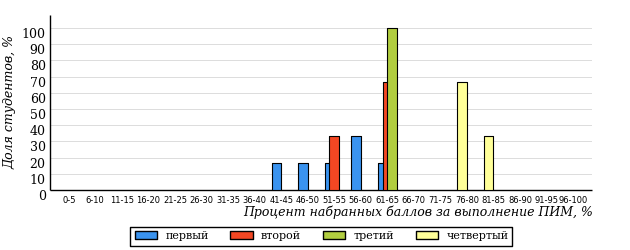 Доля студентов, %
100
90
80
70
60
50
40
30
20
10
0
0-5 6-10 11-15 16-20 21-25 26-30 31-35 36-40 41-45 46-50 51-55 56-60 61-65 66-70 71-75 76-80 81-85 86-90 91-95 96-100
Процент набранных баллов за выполнение ПИМ, %
первый второй третий четвертый